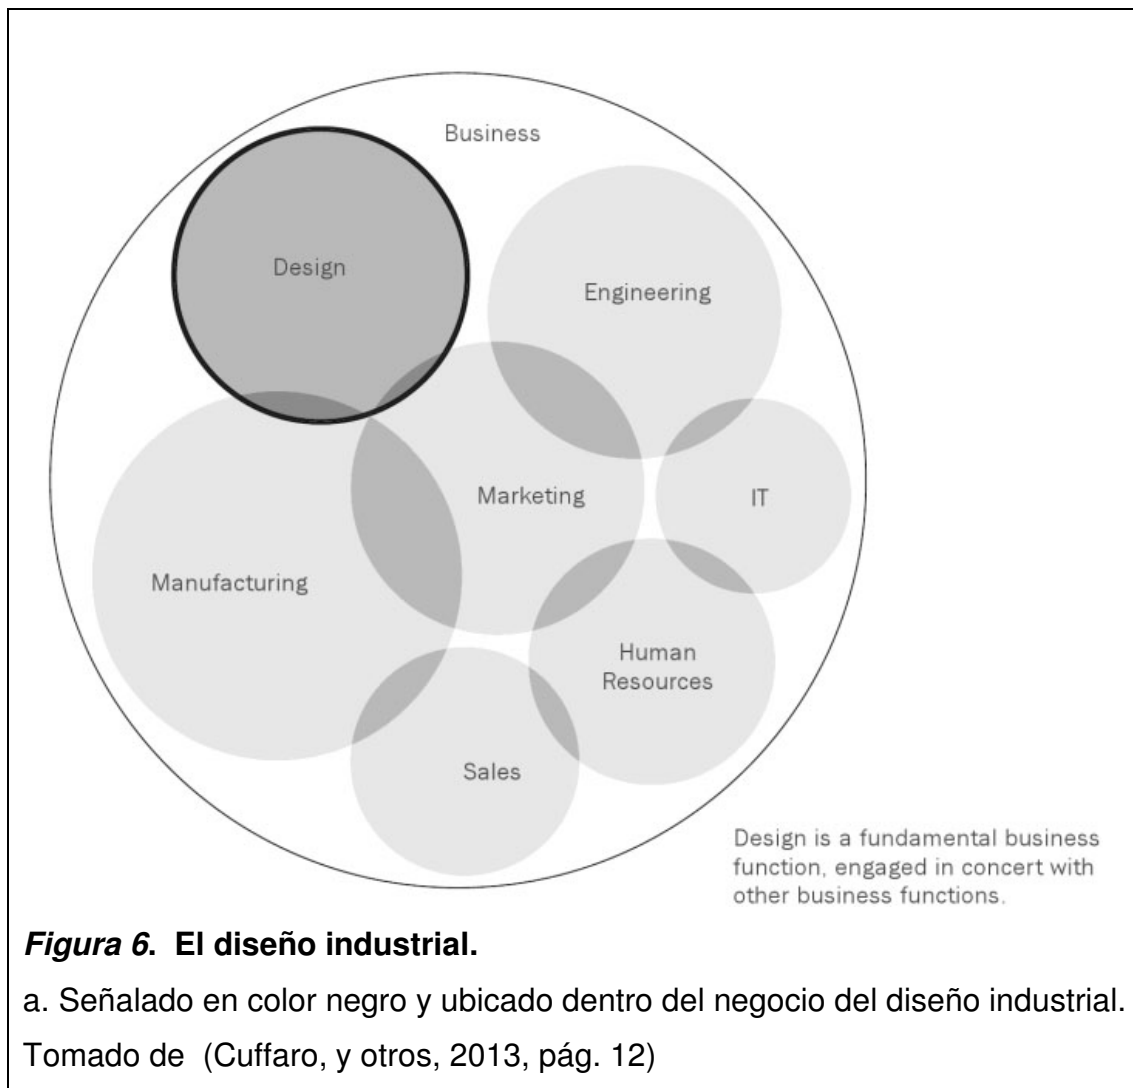 Business
Design
Engineering
Marketing
IT
Manufacturing
Human
Resources
Sales
Design is a fundamental business
function, engaged in concert with
other business functions.
Figura 6. El diseño industrial.
a. Señalado en color negro y ubicado dentro del negocio del diseño industrial.
Tomado de (Cuffaro, y otros, 2013, pág. 12)